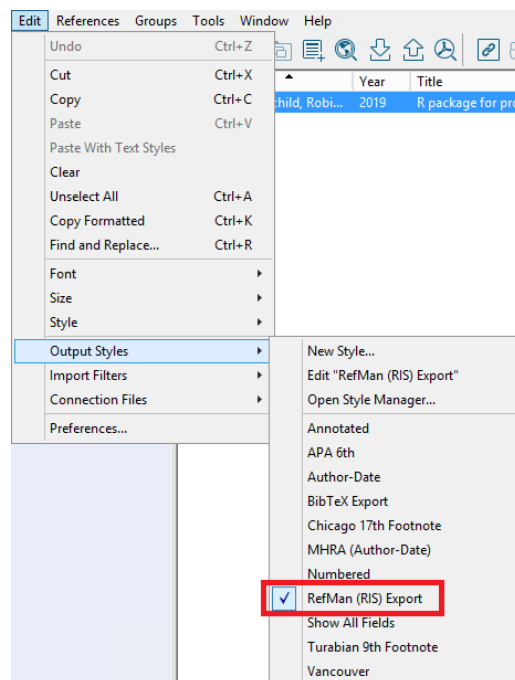 Edit References Groups Tools Window Help
Undo Ctrl+Z
Cut Ctrl+X
Year Title
Copy Ctrl+C
hild, Robi... 2019 R package for pro
Paste Ctrl+V
Paste With Text Styles
Clear
Unselect All Ctrl+A
Copy Formatted Ctrl+K
Find and Replace... Ctrl+R
Font
Size
Style
Output Styles
Import Filters
Connection Files
Preferences...
New Style...
Edit "RefMan (RIS) Export"
Open Style Manager...
Annotated
APA 6th
Author-Date
BibTeX Export
Chicago 17th Footnote
MHRA (Author-Date)
Numbered
RefMan (RIS) Export
Show All Fields
Turabian 9th Footnote
Vancouver